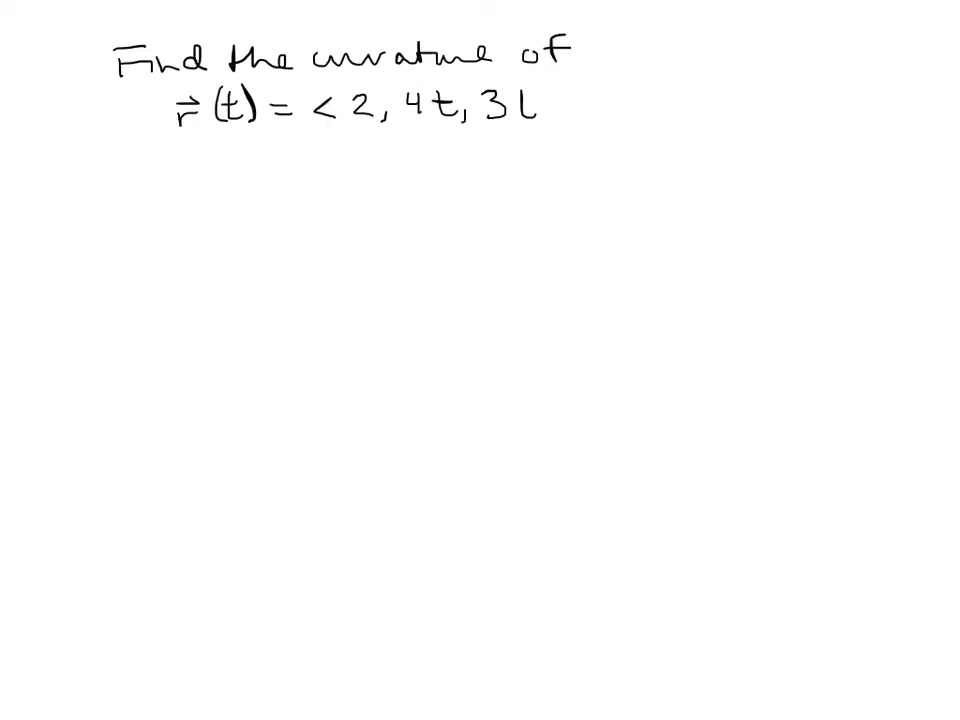 Find the curvature of
r⃗(t) = < 2, 4t, 3